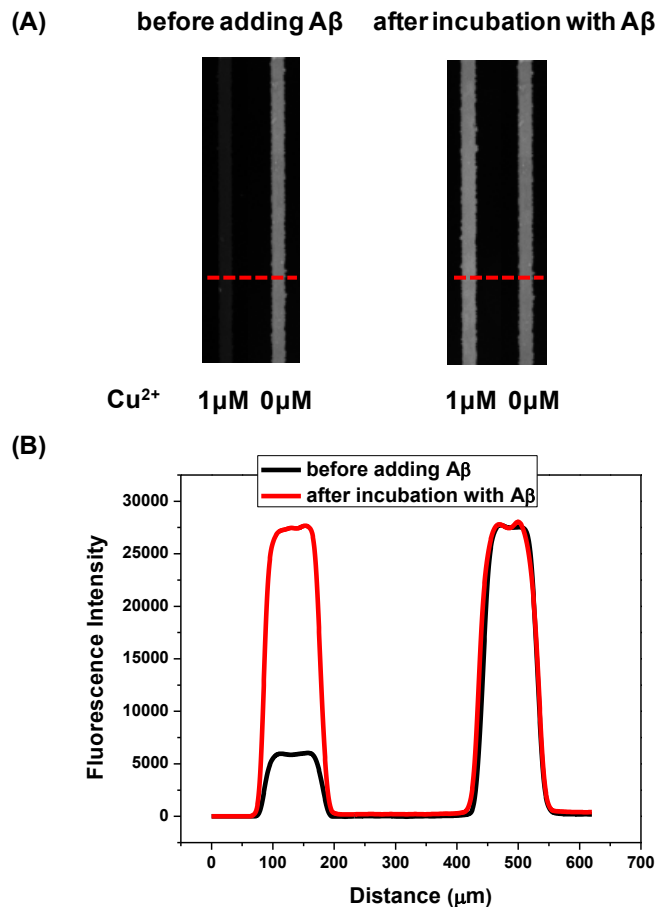 (A) before adding Aβ after incubation with Aβ
Cu²⁺ 1μM 0μM 1μM 0μM
(B)
before adding Aβ
after incubation with Aβ
30000
25000
20000
15000
10000
5000
0
Fluorescence Intensity
0 100 200 300 400 500 600 700
Distance (μm)